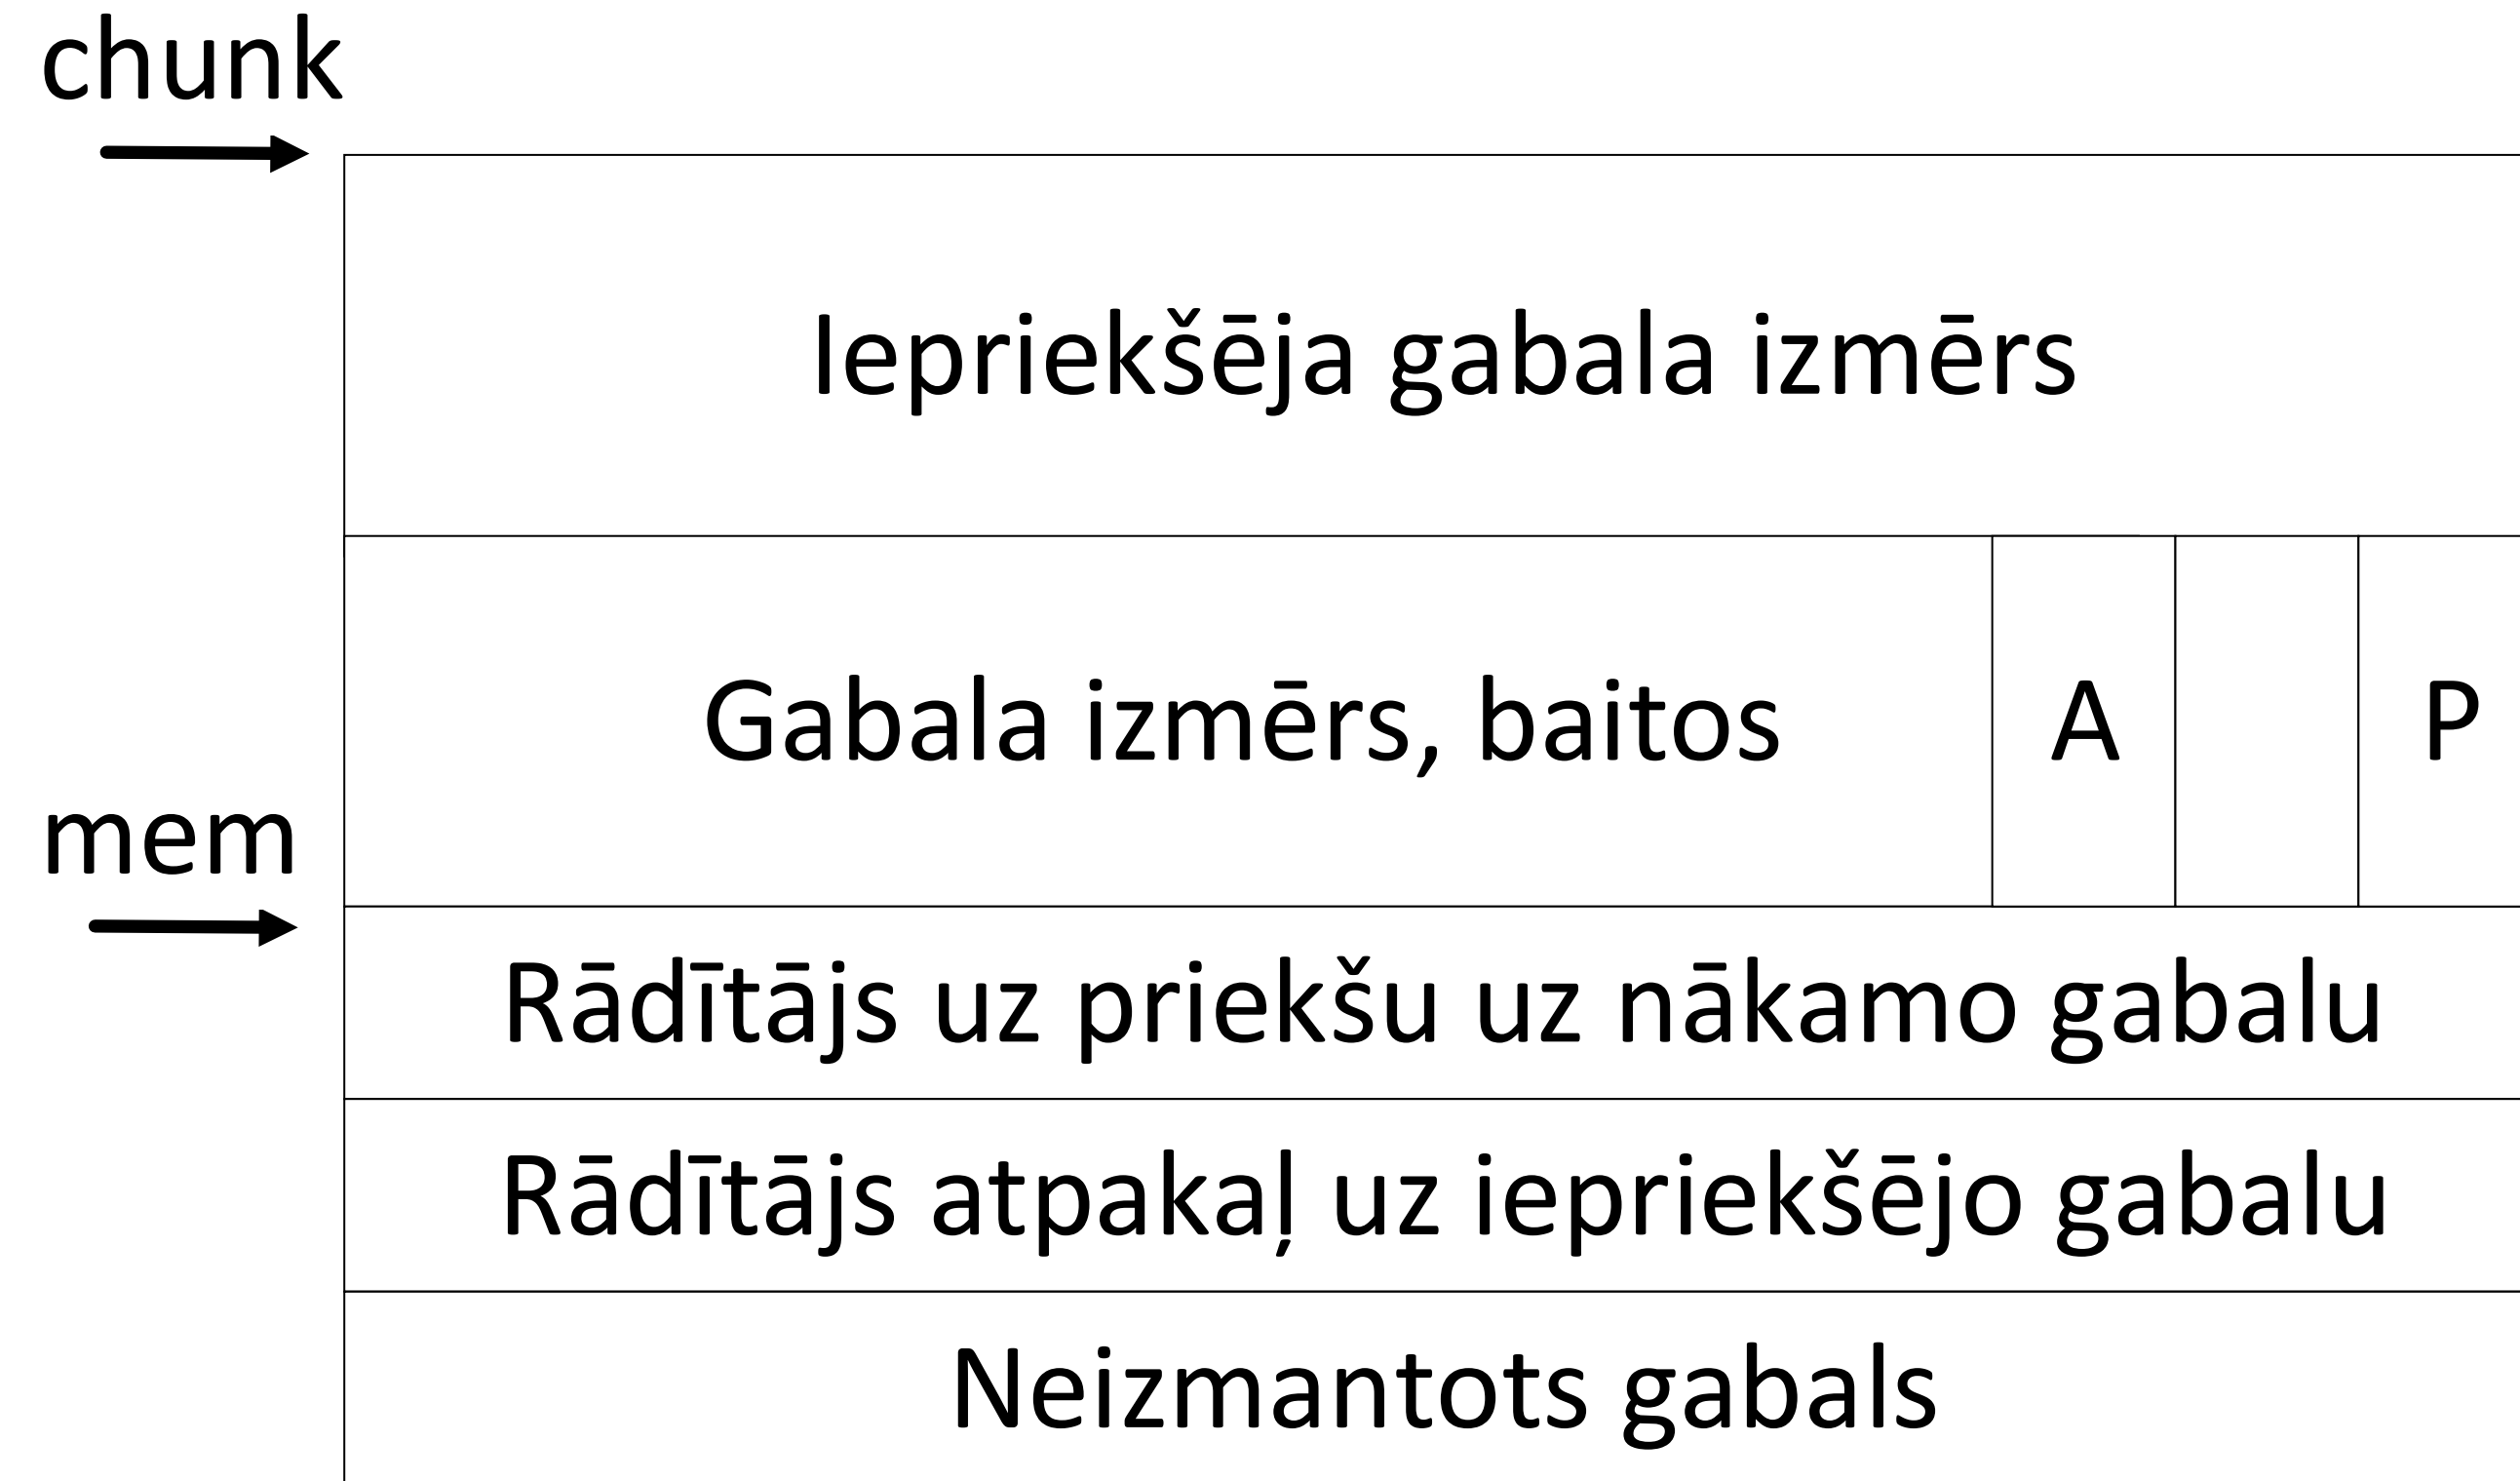 chunk
Iepriekšēja gabala izmērs
Gabala izmērs, baitos A P
mem
Rādītājs uz priekšu uz nākamo gabalu
Rādītājs atpakaļ uz iepriekšējo gabalu
Neizmantots gabals